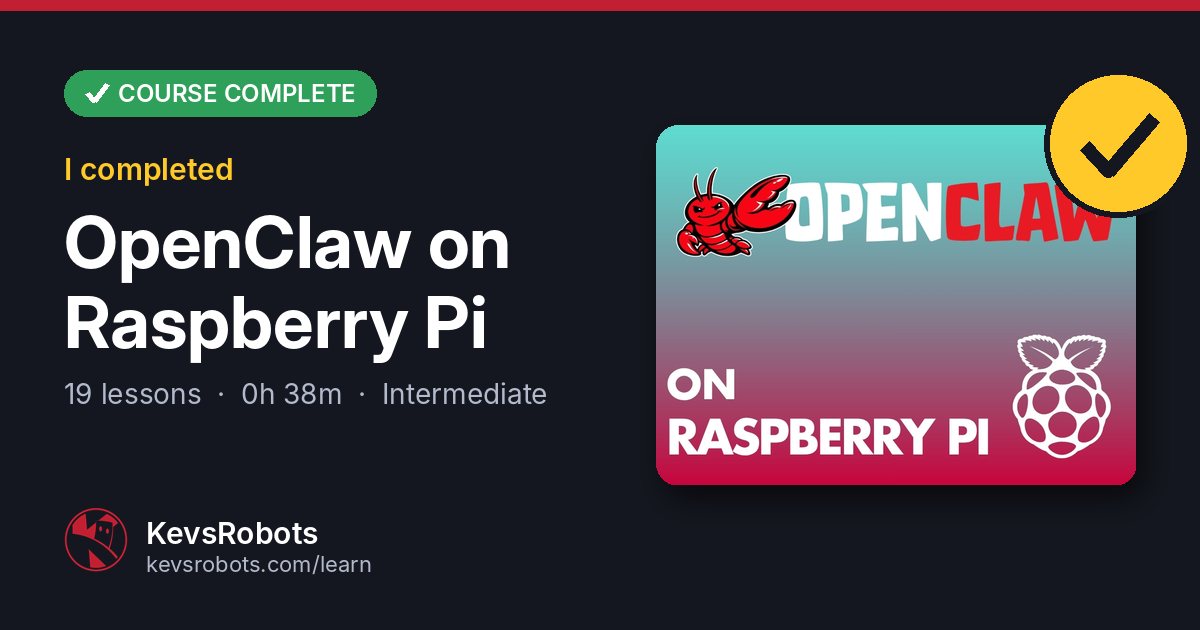 COURSE COMPLETE
I completed
OpenClaw on
Raspberry Pi
19 lessons · 0h 38m · Intermediate
KevsRobots
kevsrobots.com/learn
OPENCLAW
ON
RASPBERRY PI